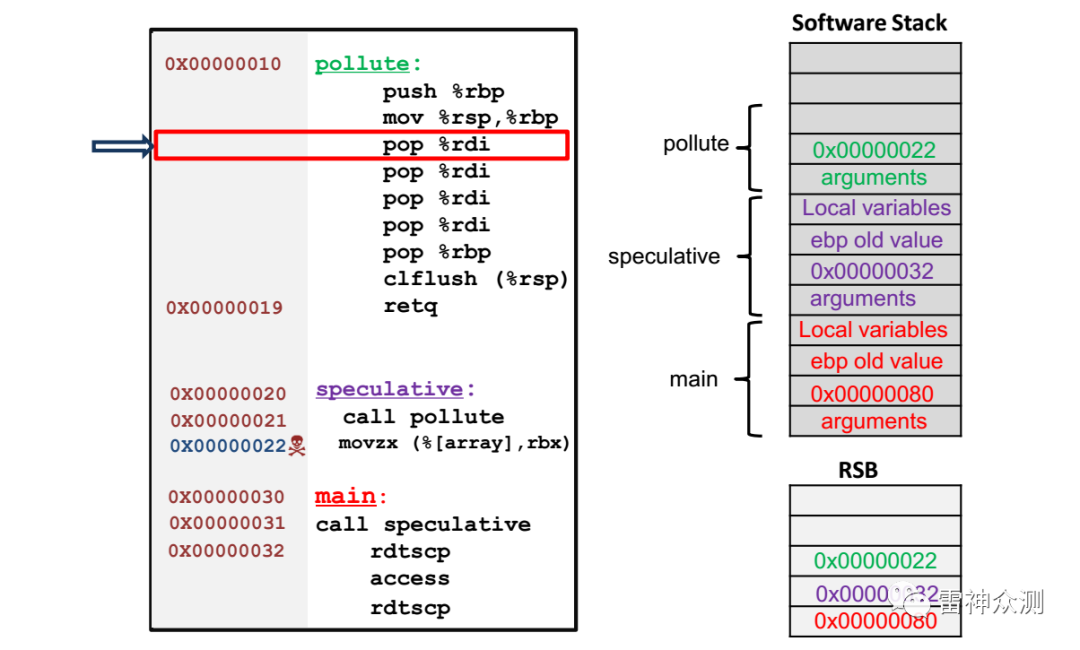 0X00000010 pollute:
push %rbp
mov %rsp,%rbp
pop %rdi
pop %rdi
pop %rdi
pop %rdi
pop %rbp
clflush (%rsp)
0X00000019 retq
0X00000020 speculative:
0X00000021 call pollute
0X00000022 movzx (%[array],rbx)
0X00000030 main:
0X00000031 call speculative
0X00000032 rdtscp
access
rdtscp
Software Stack
pollute
0x00000022
arguments
speculative
Local variables
ebp old value
0x00000032
arguments
main
Local variables
ebp old value
0x00000080
arguments
RSB
0x00000022
0x00000032
0x00000080
雷神众测